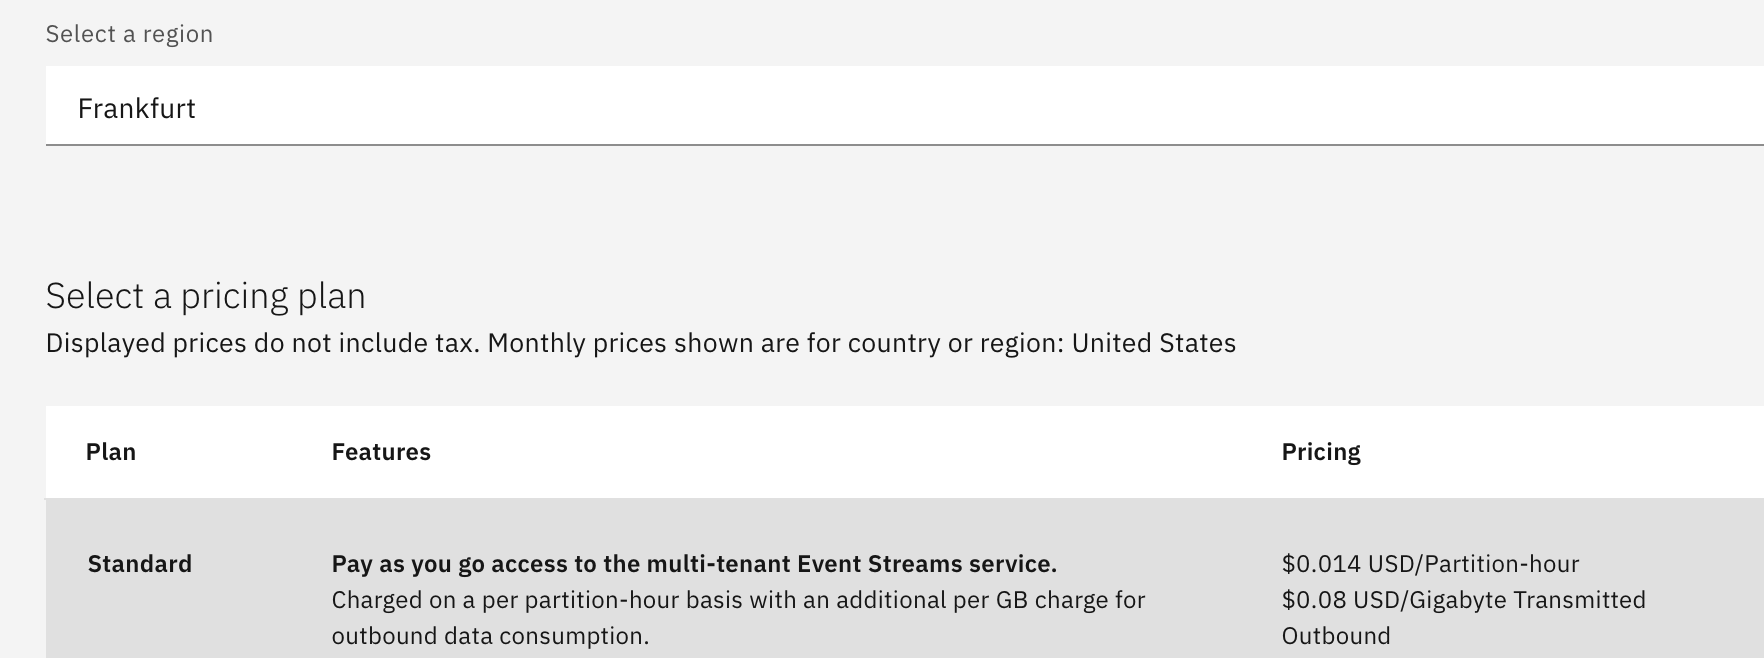 Select a region
Frankfurt
Select a pricing plan
Displayed prices do not include tax. Monthly prices shown are for country or region: United States
Plan Features Pricing
Standard Pay as you go access to the multi-tenant Event Streams service. $0.014 USD/Partition-hour
Charged on a per partition-hour basis with an additional per GB charge for $0.08 USD/Gigabyte Transmitted
outbound data consumption. Outbound